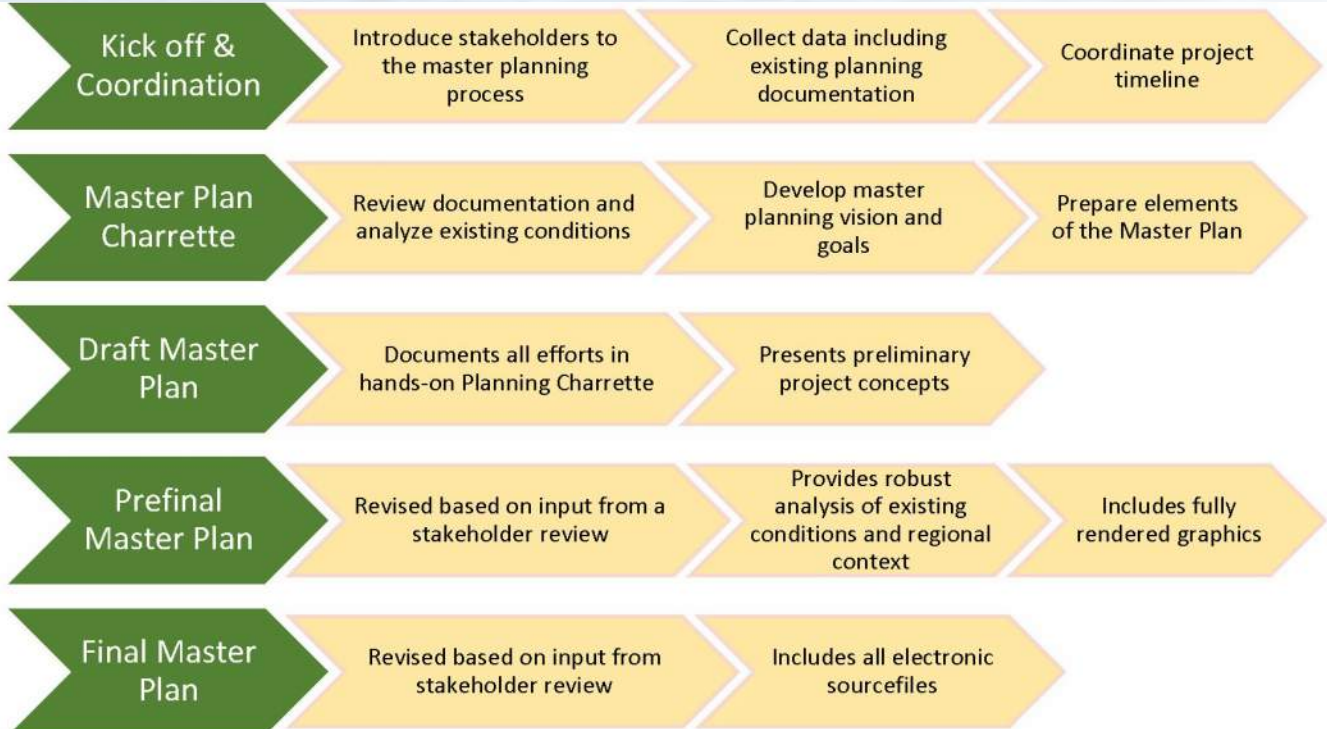 Kick off &
Coordination
Introduce stakeholders to
the master planning
process
Collect data including
existing planning
documentation
Coordinate project
timeline
Master Plan
Charrette
Review documentation and
analyze existing conditions
Develop master
planning vision and
goals
Prepare elements
of the Master Plan
Draft Master
Plan
Documents all efforts in
hands-on Planning Charrette
Presents preliminary
project concepts
Prefinal
Master Plan
Revised based on input from a
stakeholder review
Provides robust
analysis of existing
conditions and regional
context
Includes fully
rendered graphics
Final Master
Plan
Revised based on input from
stakeholder review
Includes all electronic
sourcefiles